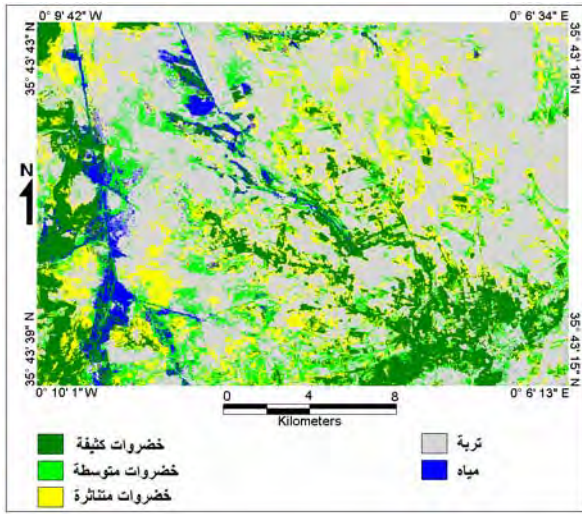 0° 9' 42" W
0° 6' 34" E
35° 43' 43" N
35° 43' 18" N
N
35° 43' 39" N
35° 43' 15" N
0° 10' 1" W
0° 6' 13" E
0 4 8
Kilometers
خضروات كثيفة
تربة
خضروات متوسطة
مياه
خضروات متناثرة